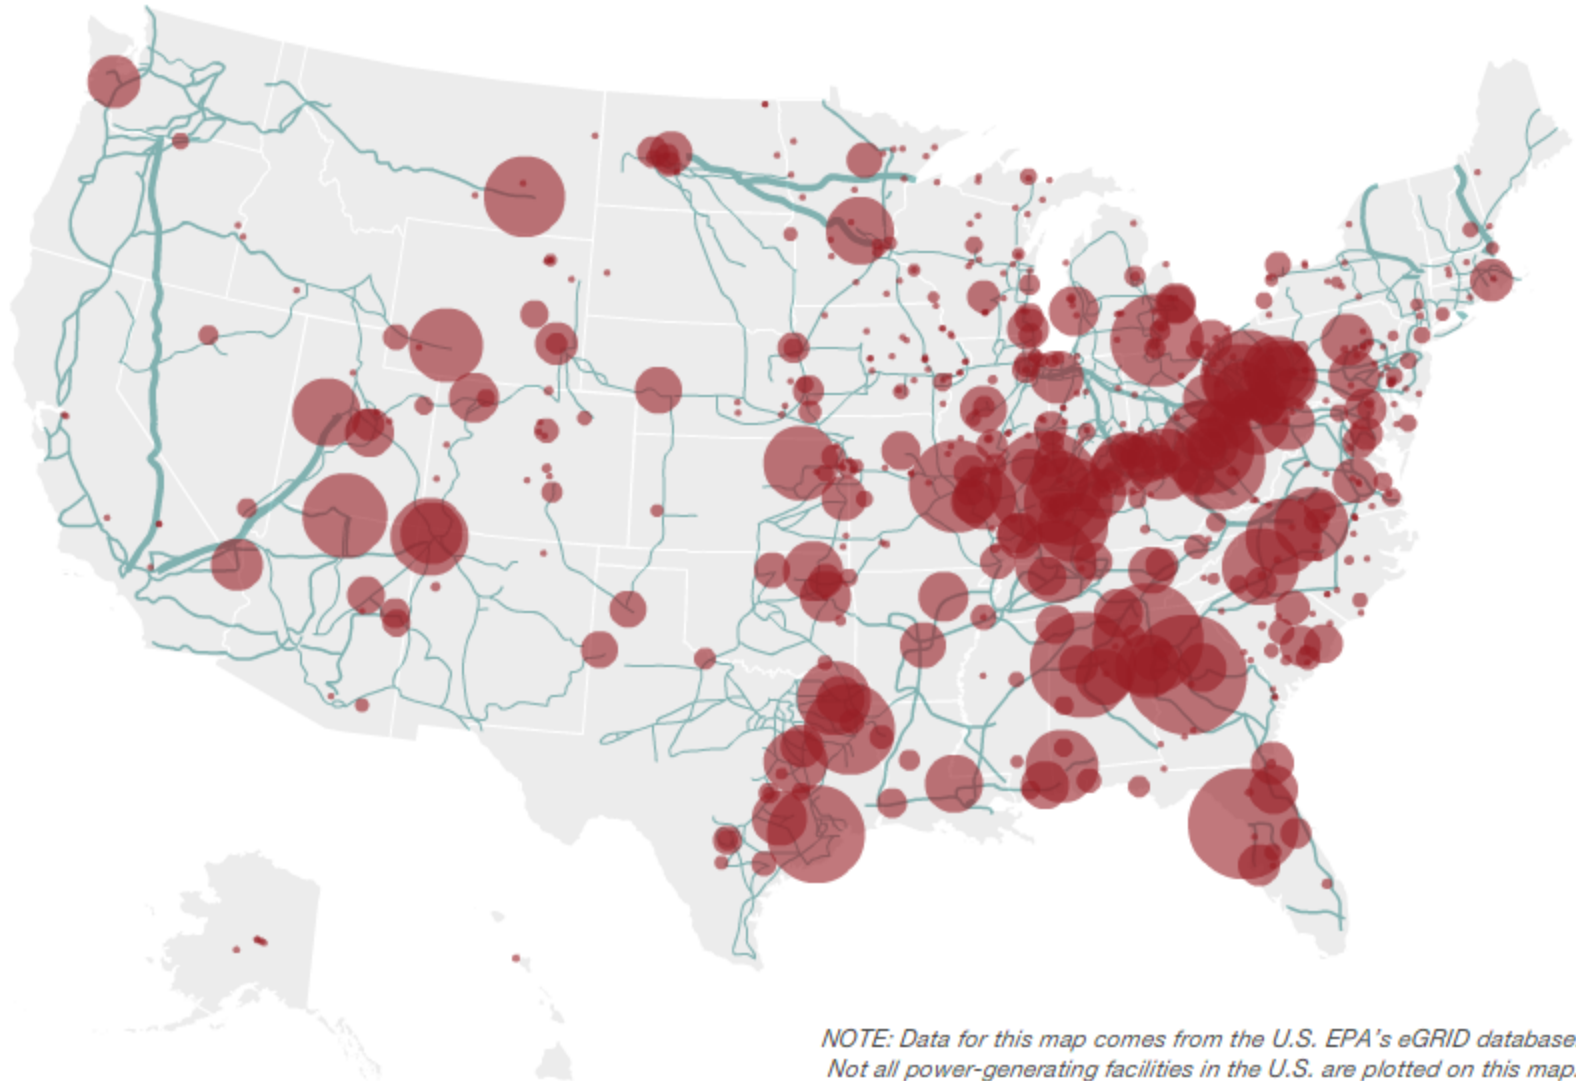 NOTE: Data for this map comes from the U.S. EPA's eGRID database.
Not all power-generating facilities in the U.S. are plotted on this map.